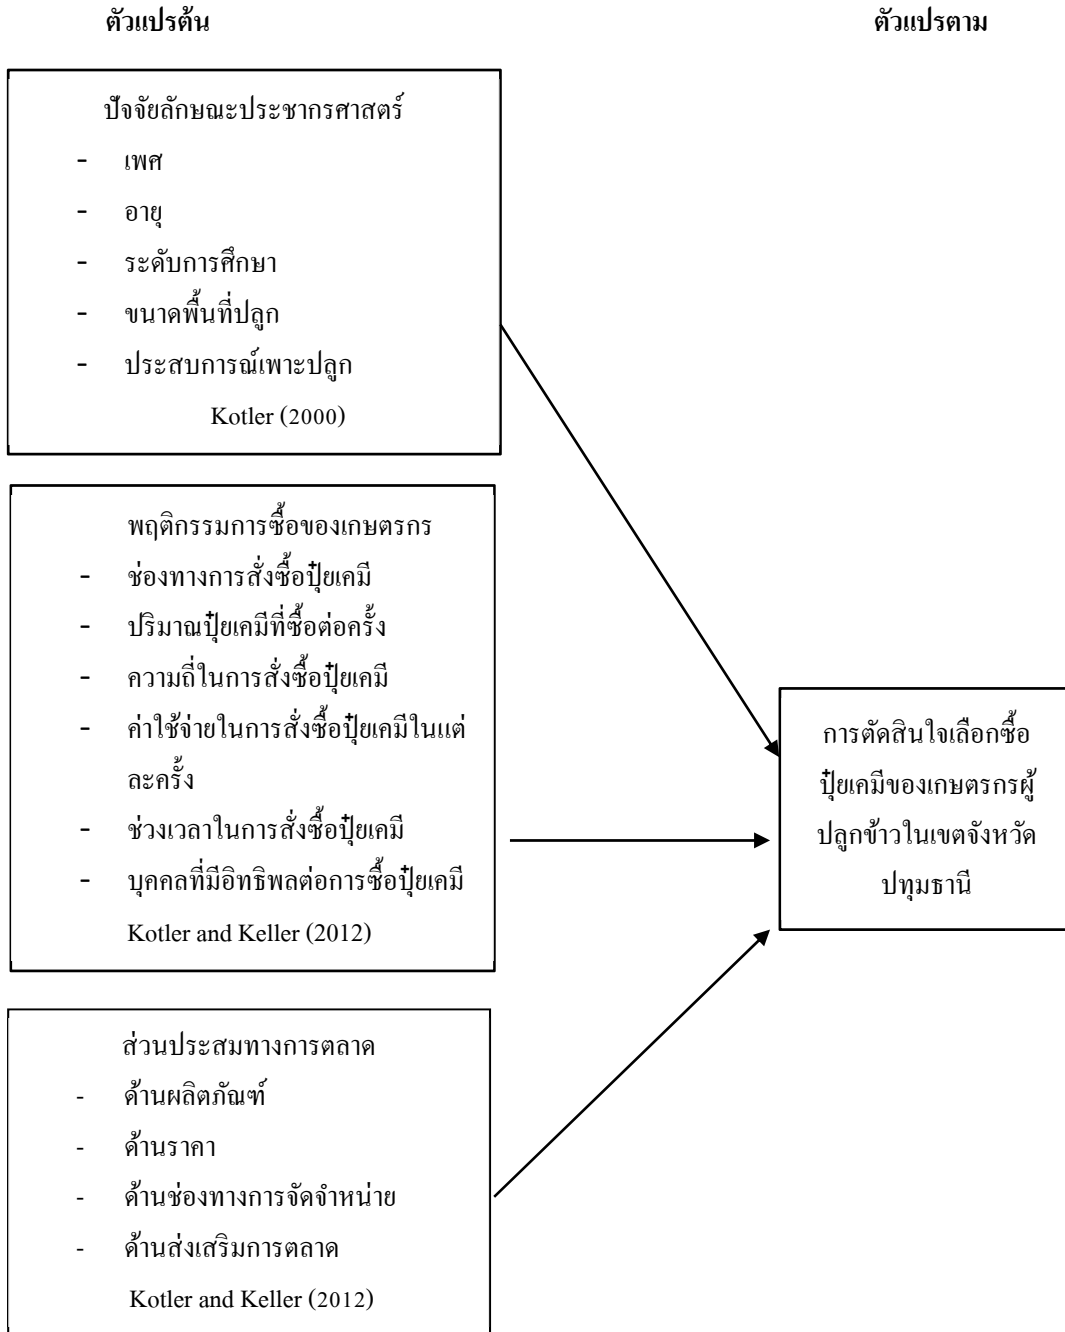 ตัวแปรต้น
ตัวแปรตาม
ปัจจัยลักษณะประชากรศาสตร์
- เพศ
- อายุ
- ระดับการศึกษา
- ขนาดพื้นที่ปลูก
- ประสบการณ์เพาะปลูก
Kotler (2000)
พฤติกรรมการซื้อของเกษตรกร
- ช่องทางการสั่งซื้อปุ๋ยเคมี
- ปริมาณปุ๋ยเคมีที่ซื้อต่อครั้ง
- ความถี่ในการสั่งซื้อปุ๋ยเคมี
- ค่าใช้จ่ายในการสั่งซื้อปุ๋ยเคมีในแต่
ละครั้ง
- ช่วงเวลาในการสั่งซื้อปุ๋ยเคมี
- บุคคลที่มีอิทธิพลต่อการซื้อปุ๋ยเคมี
Kotler and Keller (2012)
ส่วนประสมทางการตลาด
- ด้านผลิตภัณฑ์
- ด้านราคา
- ด้านช่องทางการจัดจำหน่าย
- ด้านส่งเสริมการตลาด
Kotler and Keller (2012)
การตัดสินใจเลือกซื้อ
ปุ๋ยเคมีของเกษตรกรผู้
ปลูกข้าวในเขตจังหวัด
ปทุมธานี